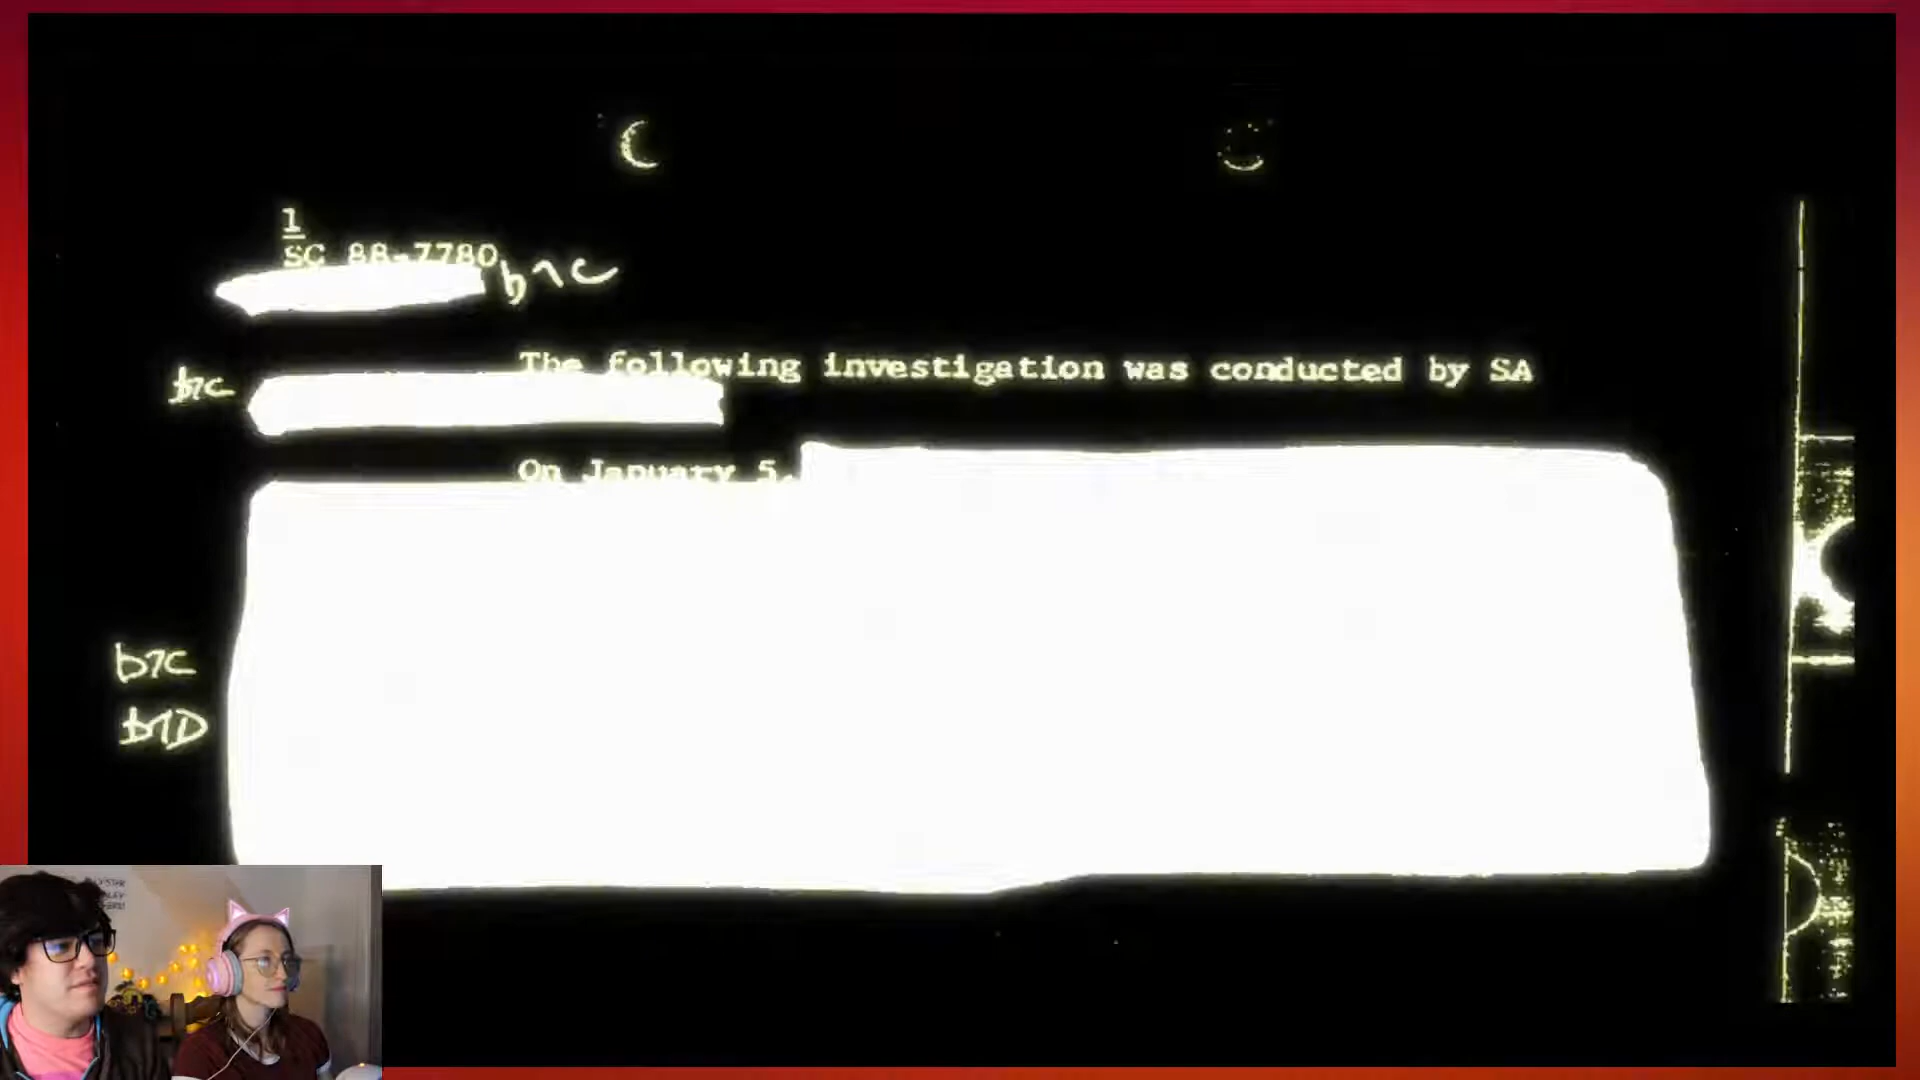 1
SC 88-7780
b7C
The following investigation was conducted by SA
b7C
On January 5,
b7C
b7D